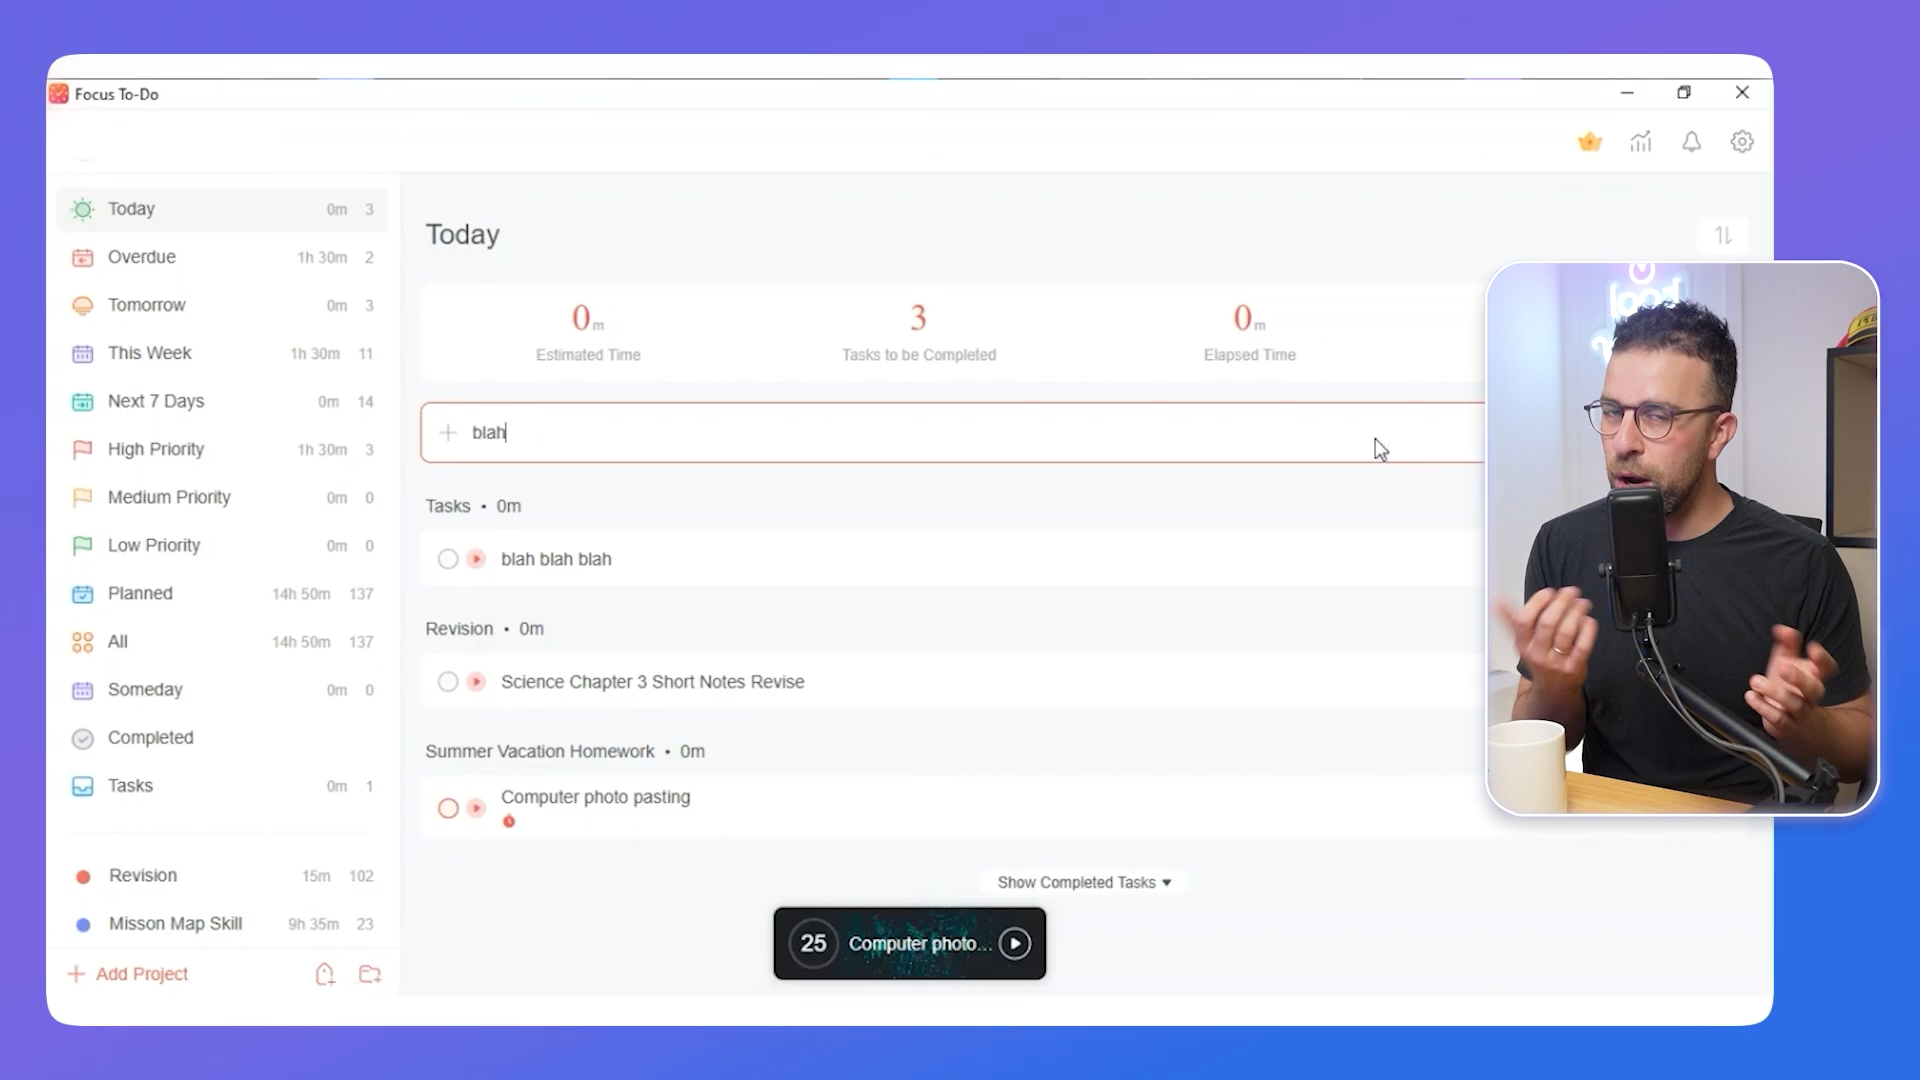 Focus To-Do
Today 0m 3
Overdue 1h 30m 2
Tomorrow 0m 3
This Week 1h 30m 11
Next 7 Days 0m 14
High Priority 1h 30m 3
Medium Priority 0m 0
Low Priority 0m 0
Planned 14h 50m 137
All 14h 50m 137
Someday 0m 0
Completed
Tasks 0m 1
Revision 15m 102
Misson Map Skill 9h 35m 23
Add Project
Today
0m
Estimated Time
3
Tasks to be Completed
0m
Elapsed Time
blah
Tasks • 0m
blah blah blah
Revision • 0m
Science Chapter 3 Short Notes Revise
Summer Vacation Homework • 0m
Computer photo pasting
Show Completed Tasks
25 Computer photo...